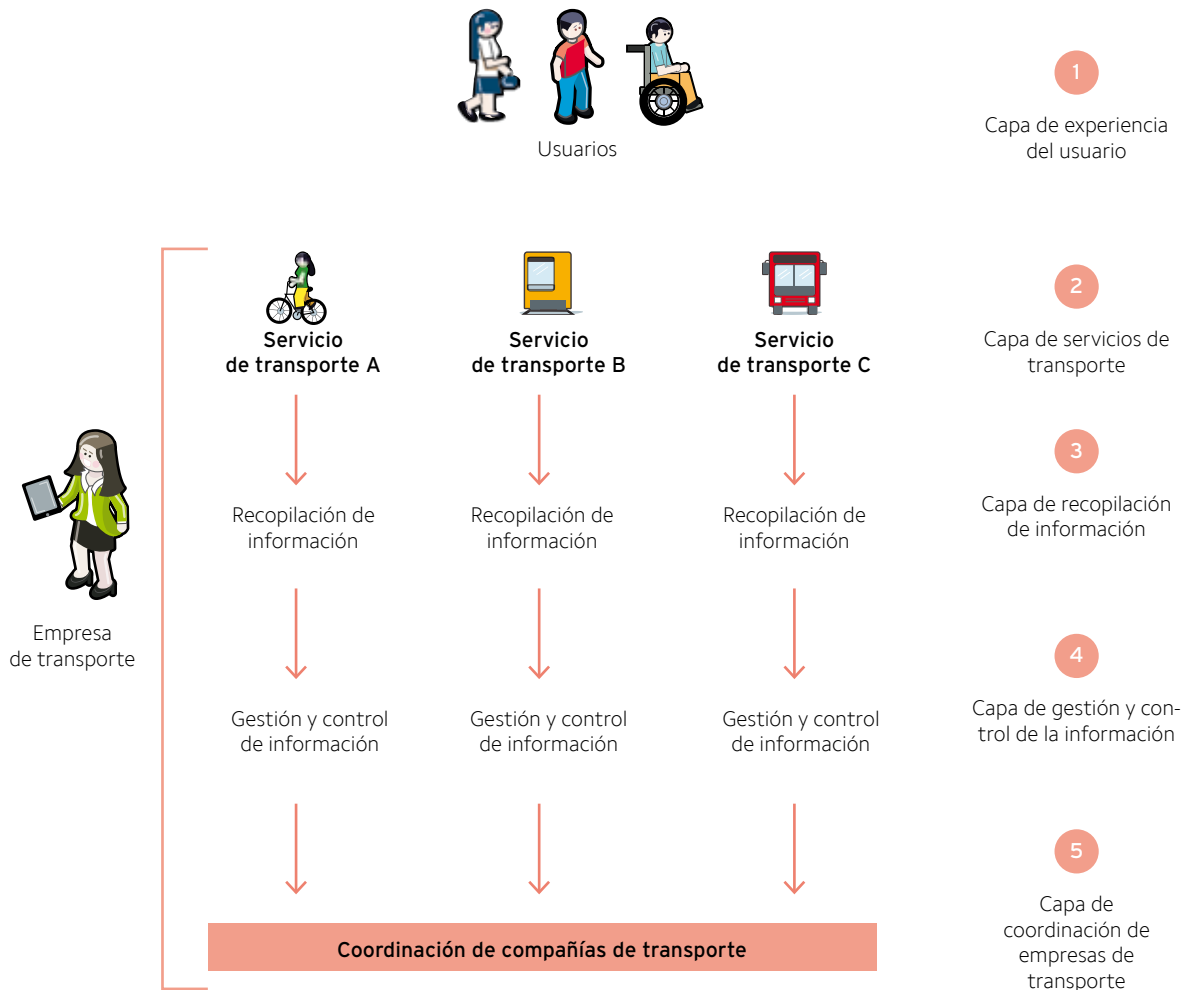 1
Capa de experiencia
del usuario
Usuarios
2
Capa de servicios de
transporte
Servicio
de transporte A
Servicio
de transporte B
Servicio
de transporte C
3
Capa de recopilación
de información
Recopilación de
información
Recopilación de
información
Recopilación de
información
Empresa
de transporte
4
Capa de gestión y con-
trol de la información
Gestión y control
de información
Gestión y control
de información
Gestión y control
de información
5
Capa de
coordinación de
empresas de
transporte
Coordinación de compañías de transporte